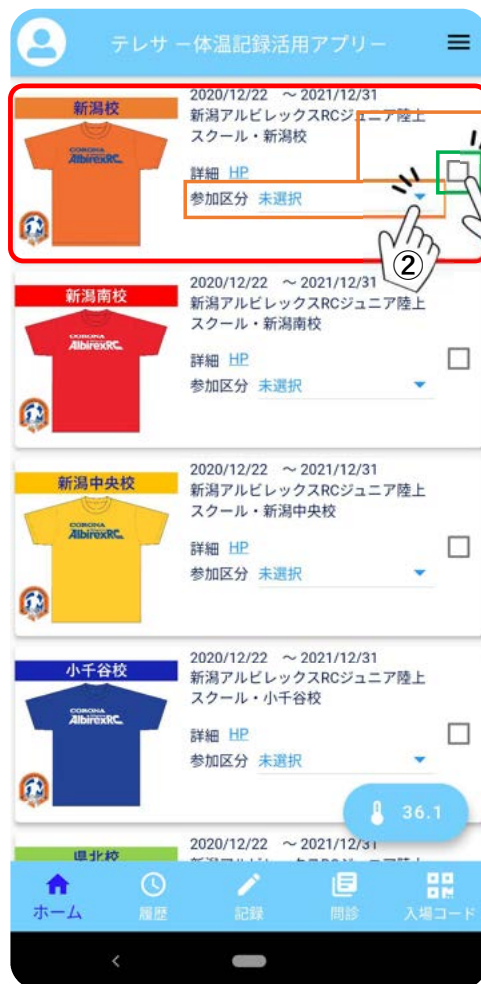 テレサ ー体温記録活用アプリー
新潟校
CORONA
AlbirexRC
2020/12/22 ～2021/12/31
新潟アルビレックスRCジュニア陸上
スクール・新潟校
詳細 HP
参加区分 未選択
②
新潟南校
CORONA
AlbirexRC
2020/12/22 ～2021/12/31
新潟アルビレックスRCジュニア陸上
スクール・新潟南校
詳細 HP
参加区分 未選択
新潟中央校
CORONA
AlbirexRC
2020/12/22 ～2021/12/31
新潟アルビレックスRCジュニア陸上
スクール・新潟中央校
詳細 HP
参加区分 未選択
小千谷校
CORONA
AlbirexRC
2020/12/22 ～2021/12/31
新潟アルビレックスRCジュニア陸上
スクール・小千谷校
詳細 HP
参加区分 未選択
36.1
県北校
2020/12/22 ～2021/12/31
ホーム
履歴
記録
問診
入場コード